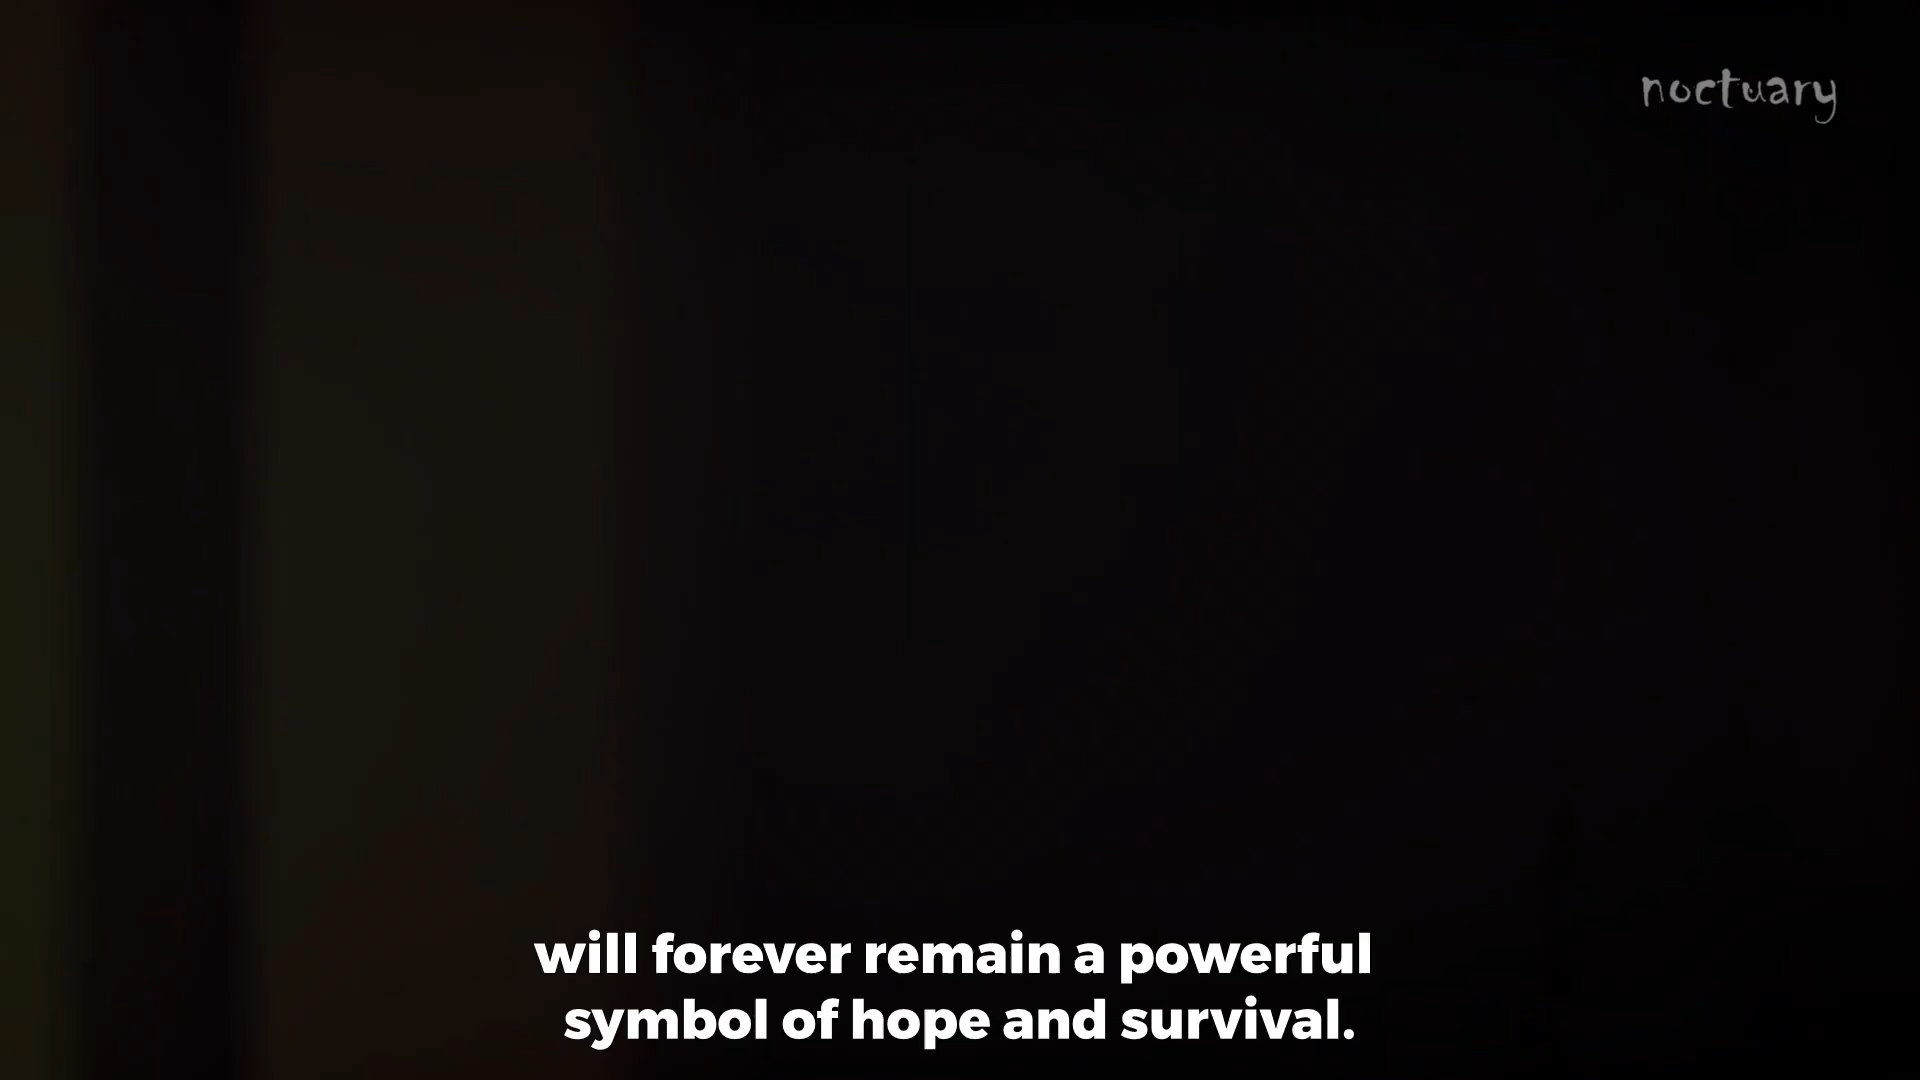 noctuary
will forever remain a powerful
symbol of hope and survival.